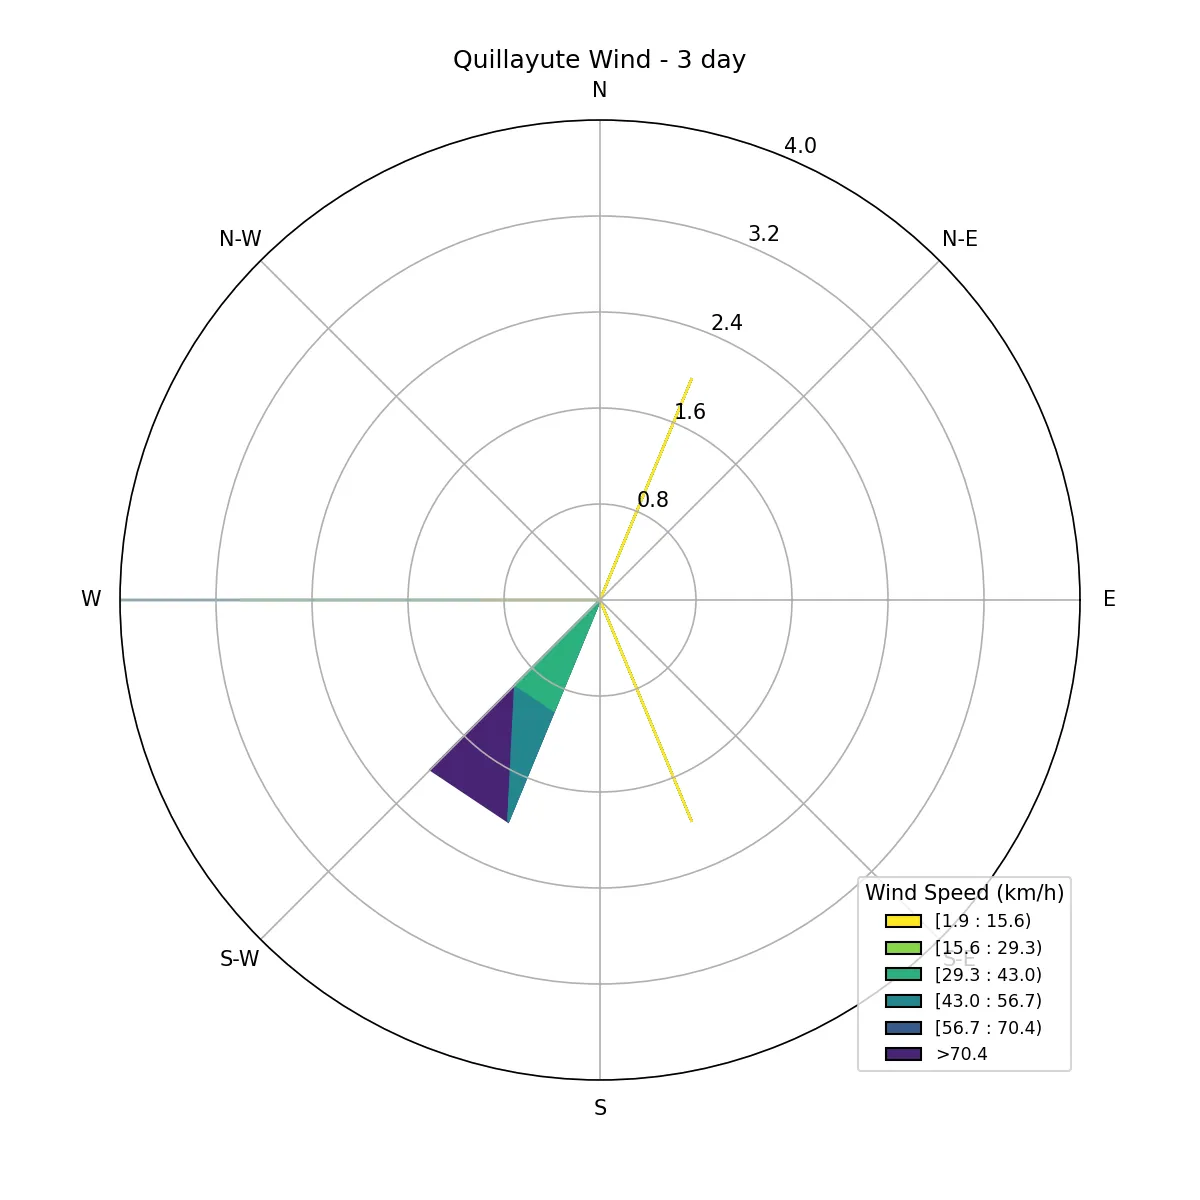 Quillayute Wind - 3 day
N
4.0
N-W
3.2
N-E
2.4
1.6
0.8
W
E
S-W
S-E
S
Wind Speed (km/h)
[1.9 : 15.6)
[15.6 : 29.3)
[29.3 : 43.0)
[43.0 : 56.7)
[56.7 : 70.4)
>70.4